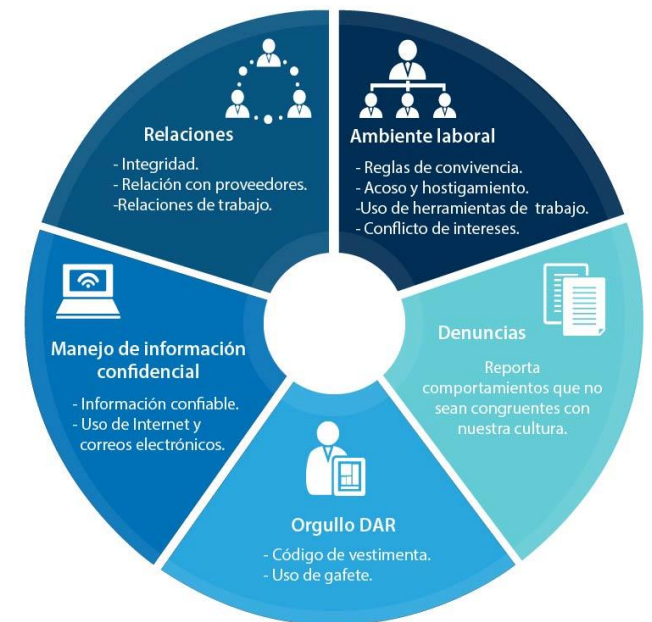 Relaciones
- Integridad.
- Relación con proveedores.
-Relaciones de trabajo.
Ambiente laboral
- Reglas de convivencia.
- Acoso y hostigamiento.
-Uso de herramientas de trabajo.
- Conflicto de intereses.
Denuncias
Reporta
comportamientos que no
sean congruentes con
nuestra cultura.
Orgullo DAR
- Código de vestimenta.
- Uso de gafete.
Manejo de información
confidencial
- Información confiable.
- Uso de Internet y
correos electrónicos.